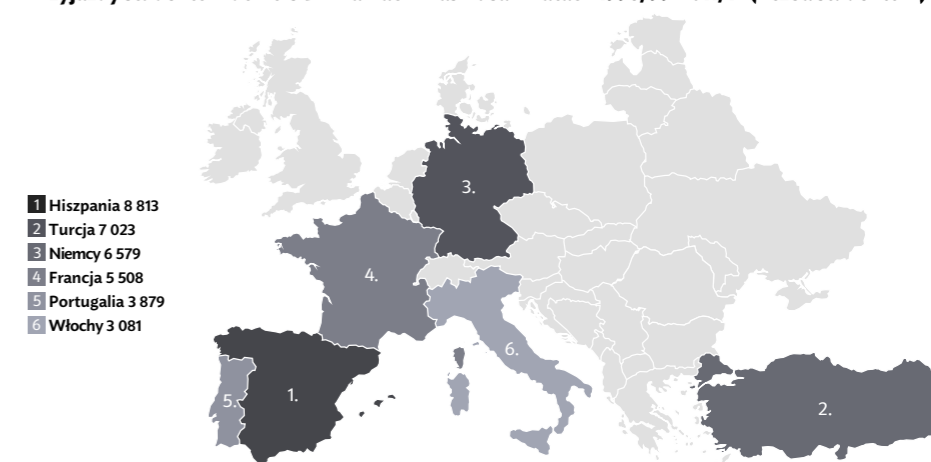 1 Hiszpania 8 813
2 Turcja 7 023
3 Niemcy 6 579
4 Francja 5 508
5 Portugalia 3 879
6 Włochy 3 081
3.
4.
6.
5.
1.
2.